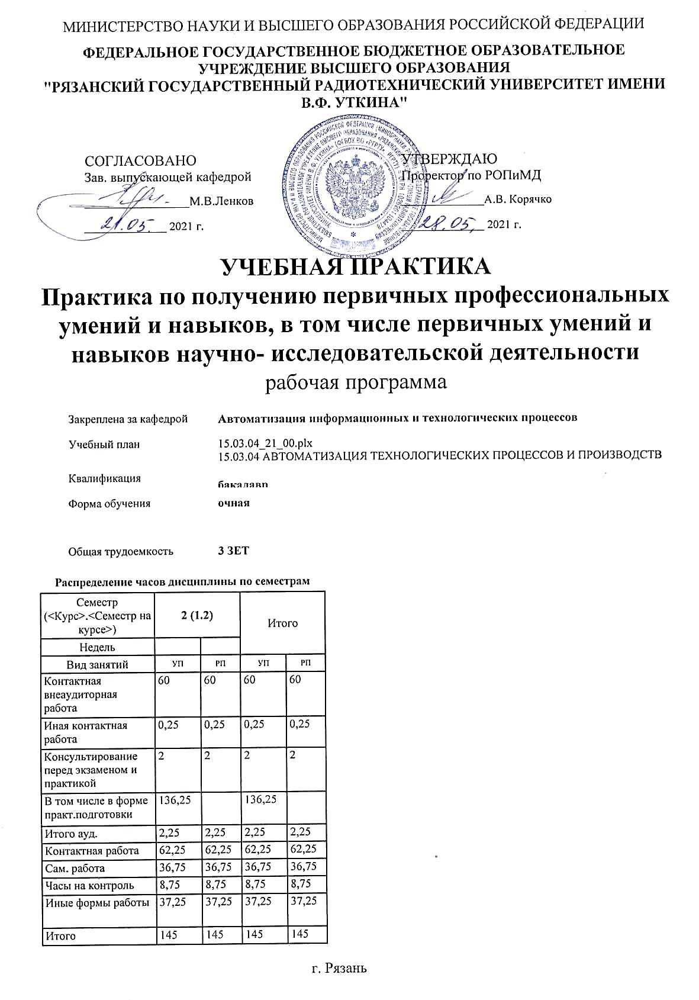 МИНИСТЕРСТВО НАУКИ И ВЫСШЕГО ОБРАЗОВАНИЯ РОССИЙСКОЙ ФЕДЕРАЦИИ
ФЕДЕРАЛЬНОЕ ГОСУДАРСТВЕННОЕ БЮДЖЕТНОЕ ОБРАЗОВАТЕЛЬНОЕ
УЧРЕЖДЕНИЕ ВЫСШЕГО ОБРАЗОВАНИЯ
"РЯЗАНСКИЙ ГОСУДАРСТВЕННЫЙ РАДИОТЕХНИЧЕСКИЙ УНИВЕРСИТЕТ ИМЕНИ
В.Ф. УТКИНА"
СОГЛАСОВАНО
Зав. выпускающей кафедрой
М.В.Ленков
21.05. 2021 г.
УТВЕРЖДАЮ
Проректор по РОПиМД
А.В. Корячко
28.05. 2021 г.
УЧЕБНАЯ ПРАКТИКА
Практика по получению первичных профессиональных
умений и навыков, в том числе первичных умений и
навыков научно- исследовательской деятельности
рабочая программа
Закреплена за кафедрой Автоматизация информационных и технологических процессов
Учебный план 15.03.04_21_00.plx
15.03.04 АВТОМАТИЗАЦИЯ ТЕХНОЛОГИЧЕСКИХ ПРОЦЕССОВ И ПРОИЗВОДСТВ
Квалификация бакалавр
Форма обучения очная
Общая трудоемкость 3 ЗЕТ
Распределение часов дисциплины по семестрам
Семестр
(<Курс>.<Семестр на
курсе>)
2 (1.2)
Итого
Недель
Вид занятий УП РП УП РП
Контактная
внеаудиторная
работа
60 60 60 60
Иная контактная
работа
0,25 0,25 0,25 0,25
Консультирование
перед экзаменом и
практикой
2 2 2 2
В том числе в форме
практ.подготовки
136,25 136,25
Итого ауд. 2,25 2,25 2,25 2,25
Контактная работа 62,25 62,25 62,25 62,25
Сам. работа 36,75 36,75 36,75 36,75
Часы на контроль 8,75 8,75 8,75 8,75
Иные формы работы 37,25 37,25 37,25 37,25
Итого 145 145 145 145
г. Рязань